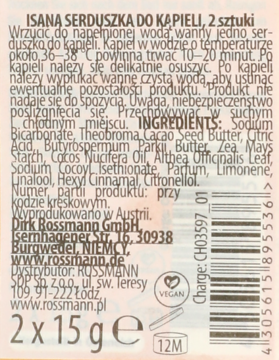 ISANA SERDUSZKA DO KĄPIELI, 2 sztuki
Wrzucić do napełnionej wodą wanny jedno ser-
duszko do kąpieli. Kąpiel w wodzie o temperaturze
około 36–38°C powinna trwać 10–20 minut. Po
kąpieli należy się delikatnie osuszyć. Po kąpieli
należy wypłukać wannę czystą wodą, aby usunąć
ewentualne pozostałości produktu. Produkt nie
nadaje się do spożycia. Uwaga, niebezpieczeństwo
poślizgnięcia się. Przechowywać w suchym
i chłodnym miejscu. INGREDIENTS: Sodium
Bicarbonate, Theobroma Cacao Seed Butter, Citric
Acid, Butyrospermum Parkii Butter, Zea Mays
Starch, Cocos Nucifera Oil, Althea Officinalis Leaf,
Sodium Cocoyl Isethionate, Parfum, Limonene,
Linalool, Hexyl Cinnamal, Citronellol.
Numer partii produktu: przy
kodzie kreskowym.
Wyprodukowano w Austrii.
Dirk Rossmann GmbH,
Isernhägener Str. 16, 30938
Burgwedel, NIEMCY,
www.rossmann.de
Dystrybutor: ROSSMANN
SDP Sp. z o.o., ul. św. Teresy
109, 91-222 Łódź
www.rossmann.pl
2 x 15 g e
VEGAN
12M
Charge: CH03597 01
4305615895536